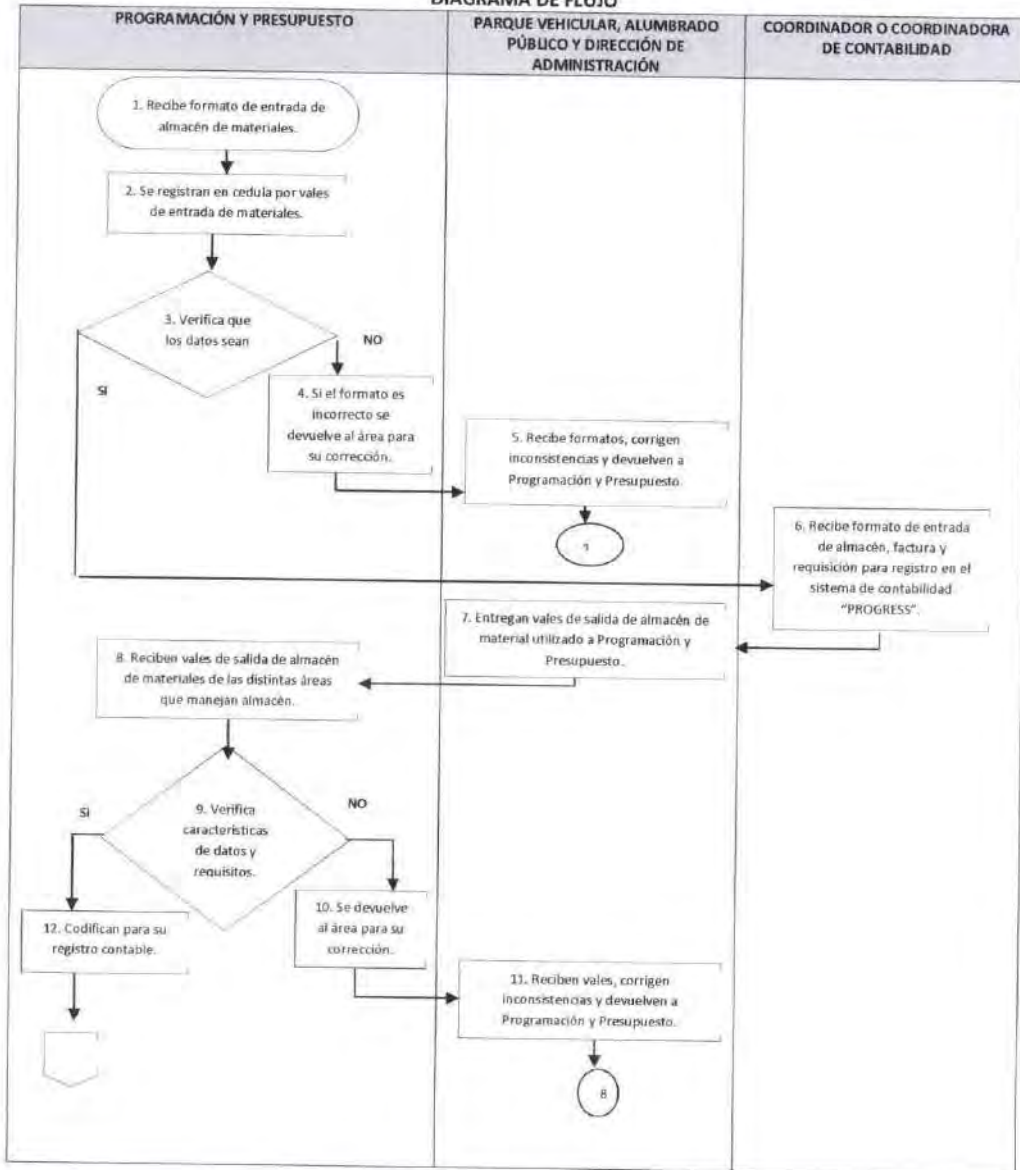 DIAGRAMA DE FLUJO
PROGRAMACIÓN Y PRESUPUESTO
PARQUE VEHICULAR, ALUMBRADO
PÚBLICO Y DIRECCIÓN DE
ADMINISTRACIÓN
COORDINADOR O COORDINADORA
DE CONTABILIDAD
1. Recibe formato de entrada de
almacén de materiales.
2. Se registran en cedula por vales
de entrada de materiales.
3. Verifica que
los datos sean
NO
SI
4. Si el formato es
incorrecto se
devuelve al área para
su corrección.
5. Recibe formatos, corrigen
inconsistencias y devuelven a
Programación y Presupuesto.
1
6. Recibe formato de entrada
de almacén, factura y
requisición para registro en el
sistema de contabilidad
"PROGRESS".
7. Entregan vales de salida de almacén de
material utilizado a Programación y
Presupuesto.
8. Reciben vales de salida de almacén
de materiales de las distintas áreas
que manejan almacén.
9. Verifica
características
de datos y
requisitos.
SI
NO
10. Se devuelve
al área para su
corrección.
12. Codifican para su
registro contable.
11. Reciben vales, corrigen
inconsistencias y devuelven a
Programación y Presupuesto.
8